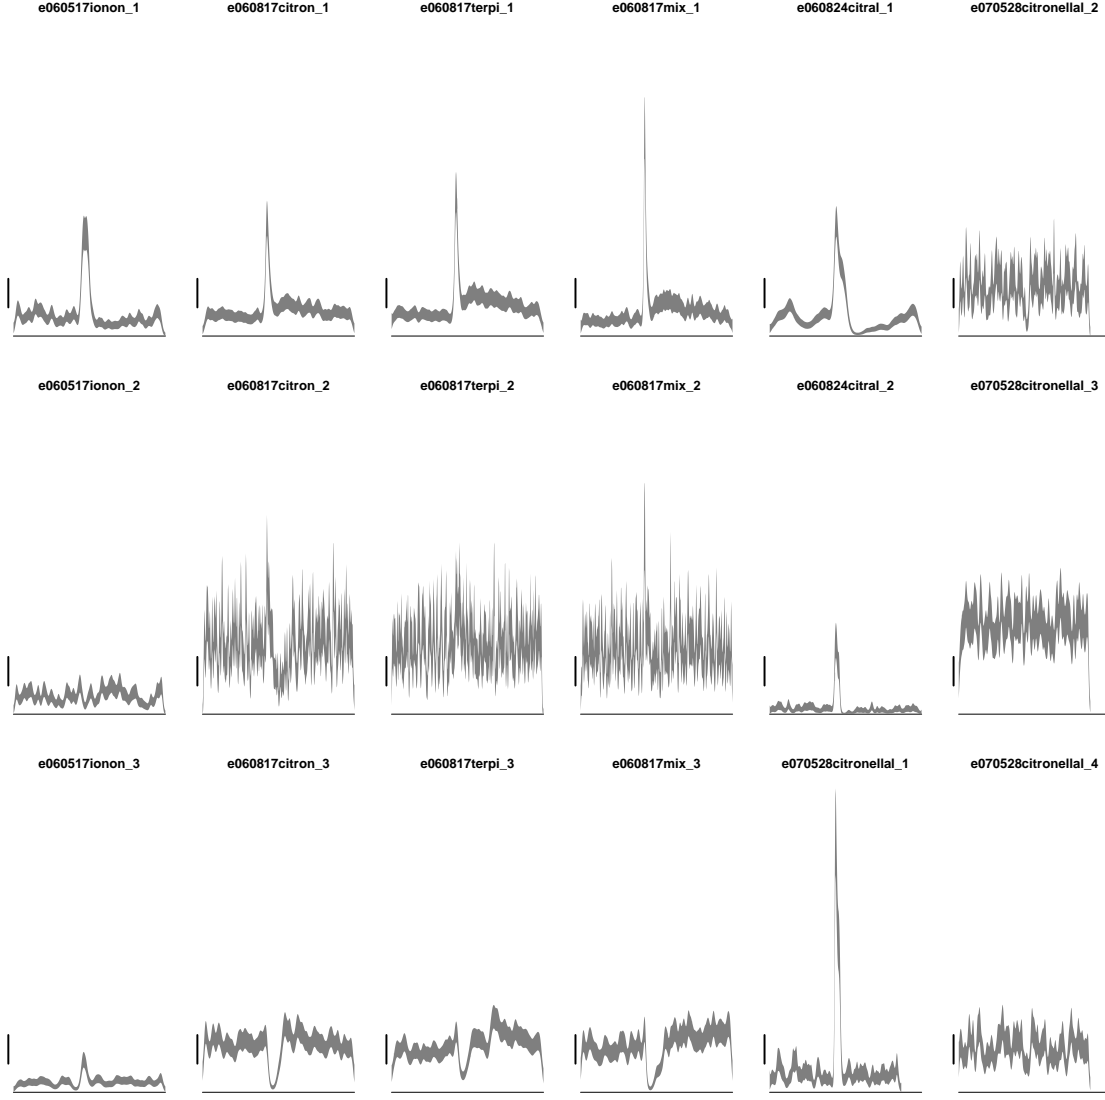 e060517ionon_1 e060817citron_1 e060817terpi_1 e060817mix_1 e060824citral_1 e070528citronellal_2
e060517ionon_2 e060817citron_2 e060817terpi_2 e060817mix_2 e060824citral_2 e070528citronellal_3
e060517ionon_3 e060817citron_3 e060817terpi_3 e060817mix_3 e070528citronellal_1 e070528citronellal_4